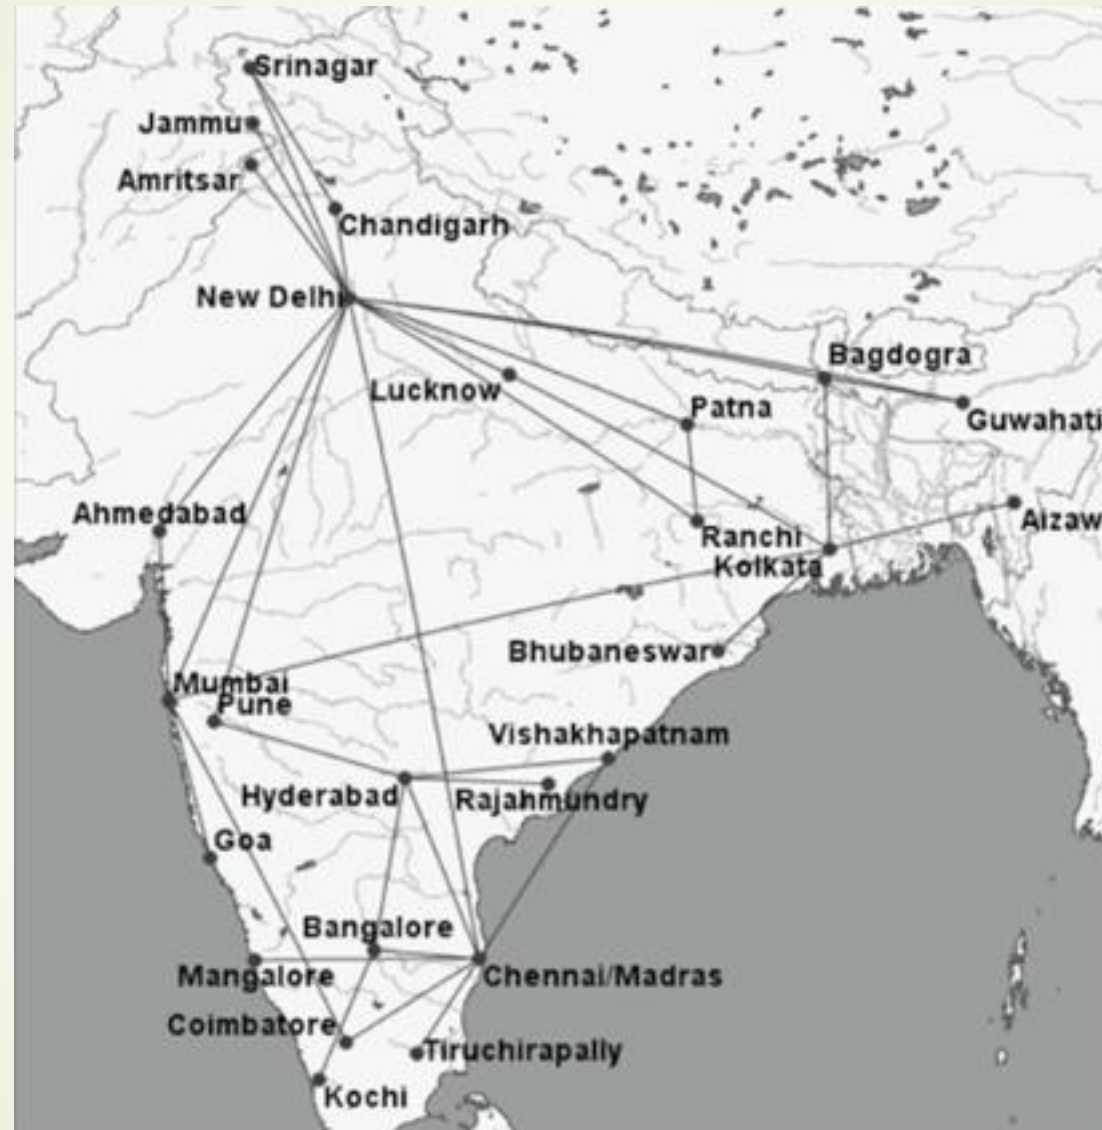 Srinagar
Jammu
Amritsar
Chandigarh
New Delhi
Bagdogra
Lucknow
Patna
Guwahati
Ahmedabad
Aizaw
Ranchi
Kolkata
Bhubaneswar
Mumbai
Pune
Vishakhapatnam
Hyderabad
Rajahmundry
Goa
Bangalore
Mangalore
Chennai/Madras
Coimbatore
Tiruchirapally
Kochi